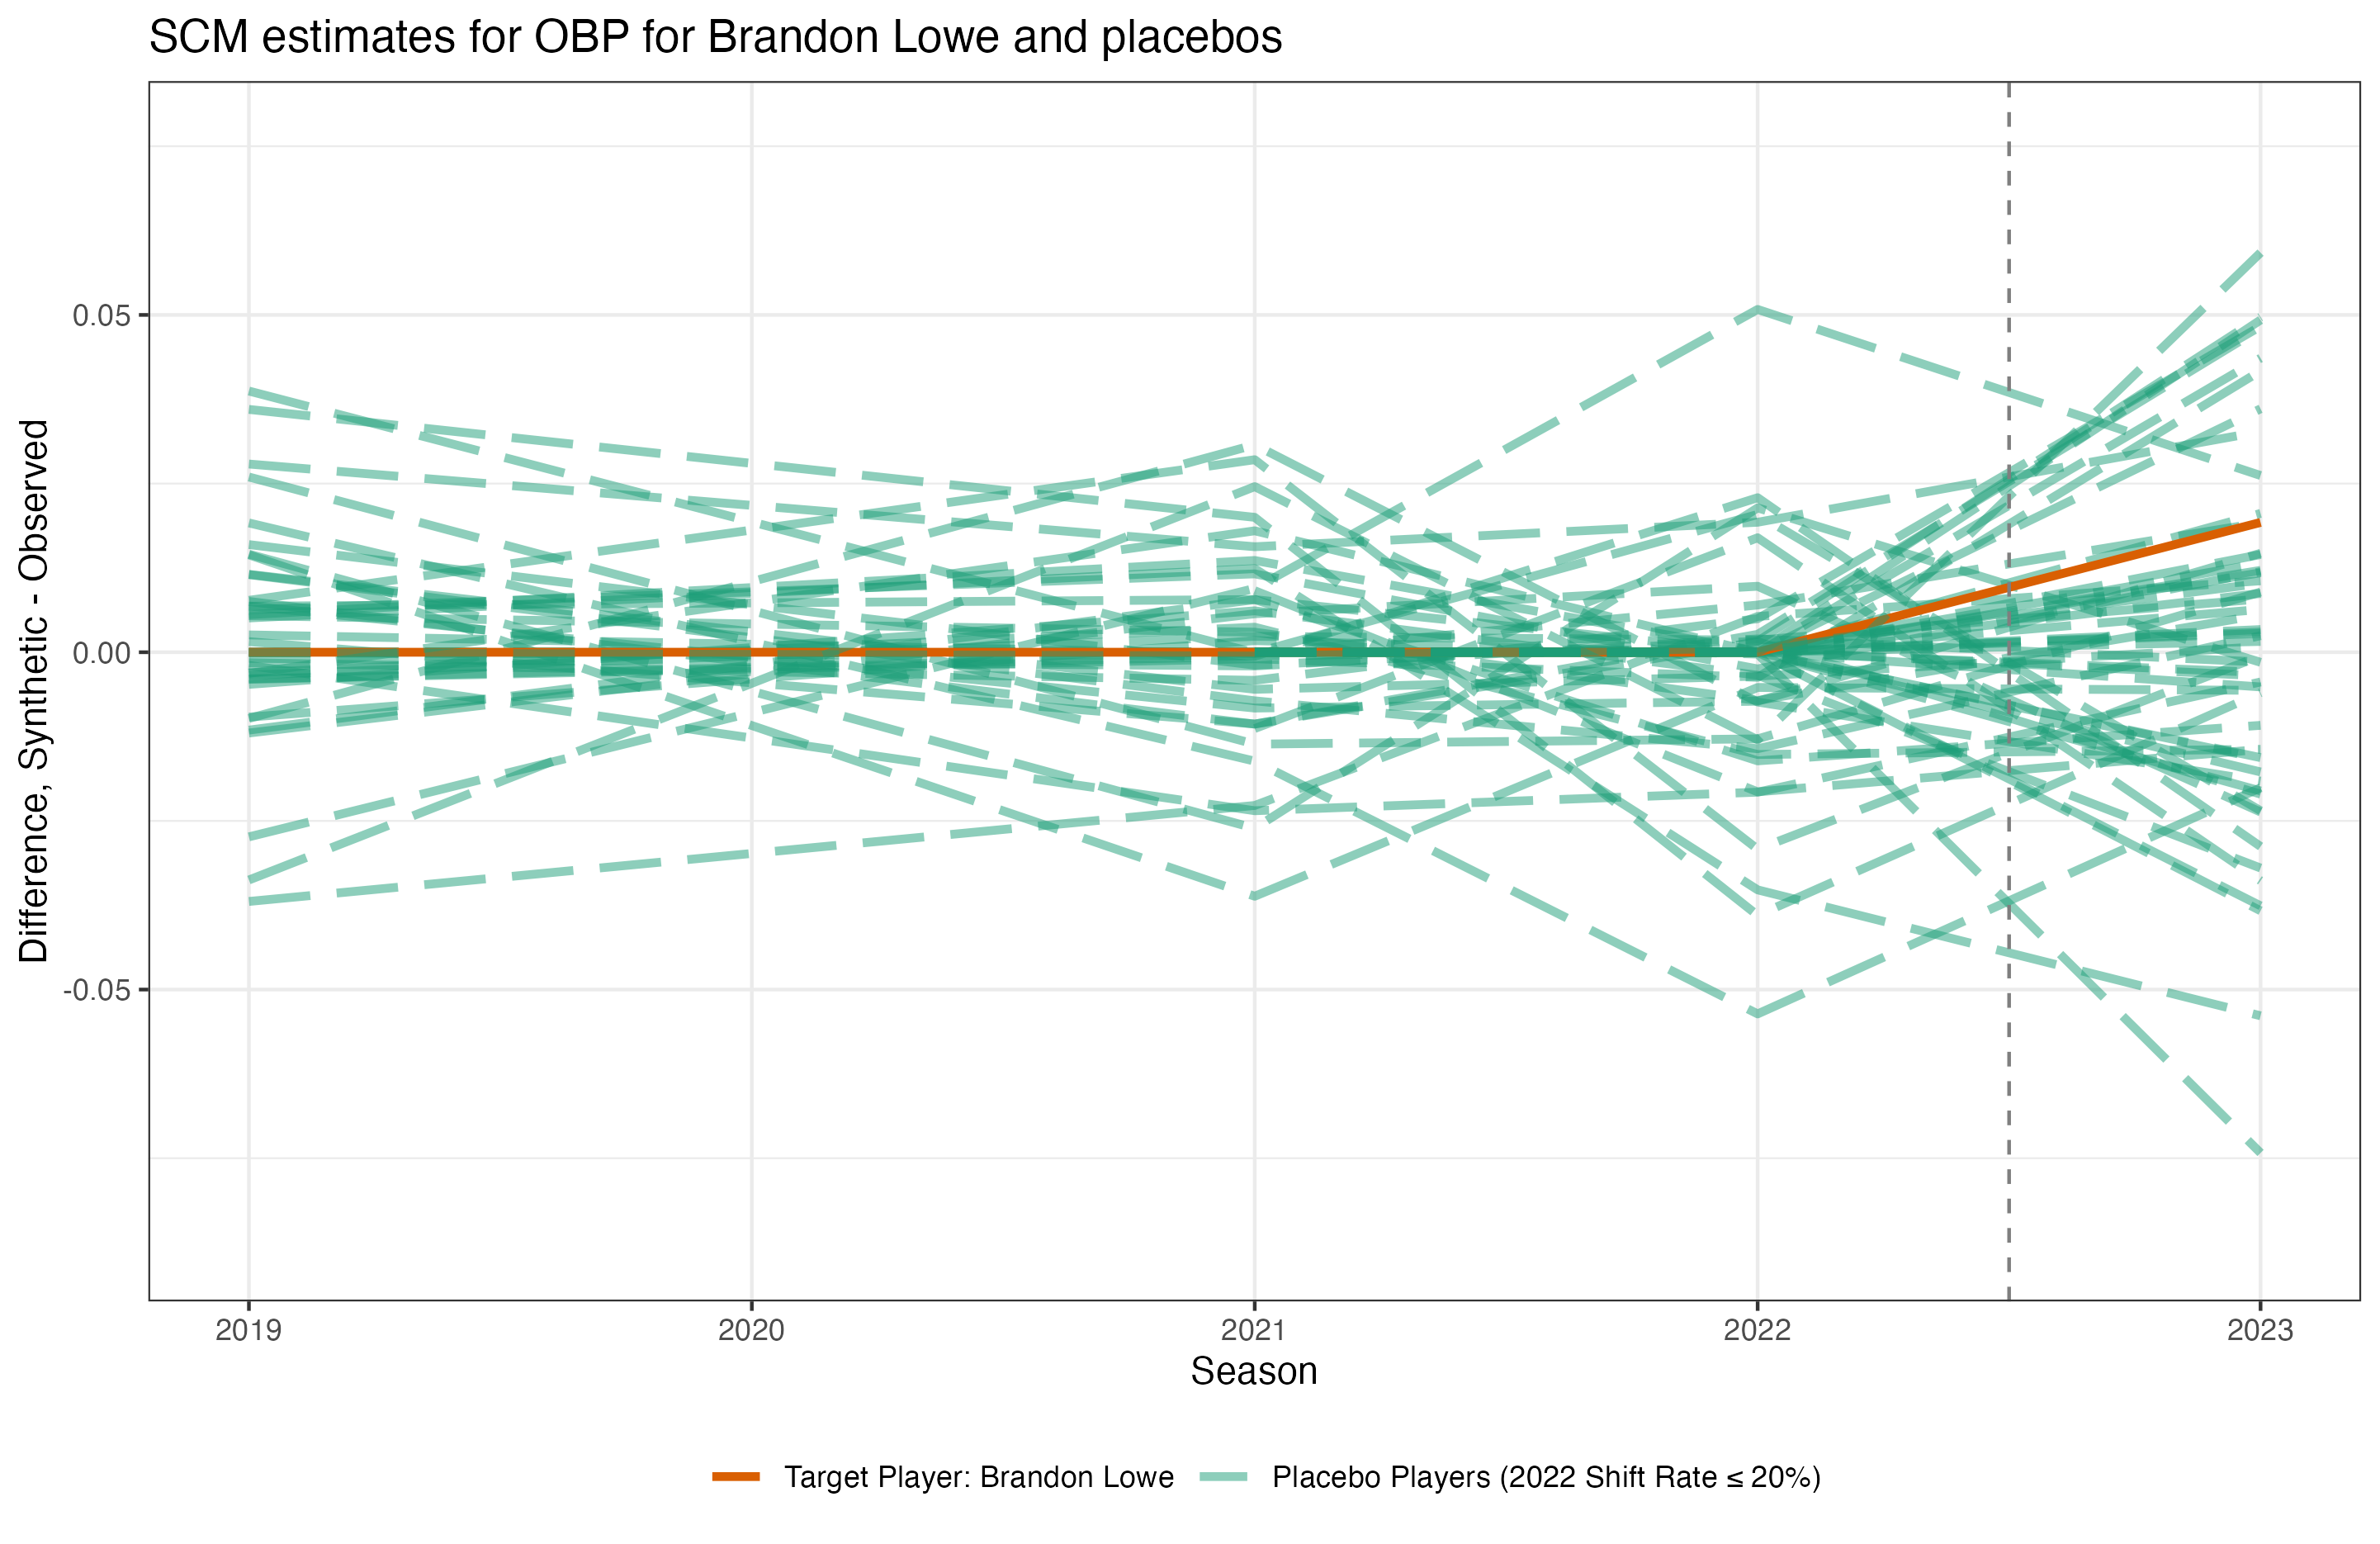 SCM estimates for OBP for Brandon Lowe and placebos
Difference, Synthetic - Observed
0.05
0.00
-0.05
2019 2020 2021 2022 2023
Season
Target Player: Brandon Lowe Placebo Players (2022 Shift Rate ≤ 20%)